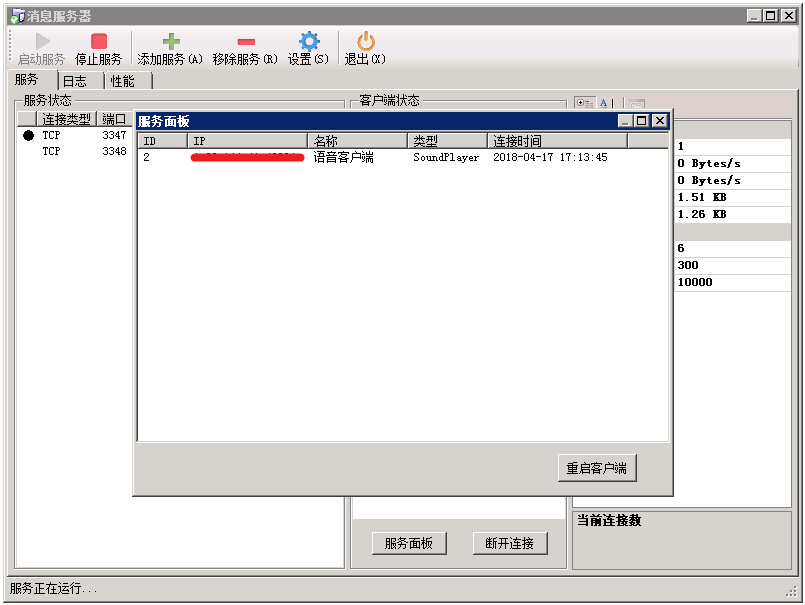 消息服务器
启动服务 停止服务 添加服务(A) 移除服务(R) 设置(S) 退出(X)
服务 日志 性能
服务状态 客户端状态
连接类型 端口
TCP 3347
TCP 3348
服务面板
ID IP 名称 类型 连接时间
2 语音客户端 SoundPlayer 2018-04-17 17:13:45
重启客户端
1
0 Bytes/s
0 Bytes/s
1.51 KB
1.26 KB
6
300
10000
当前连接数
服务面板 断开连接
服务正在运行...